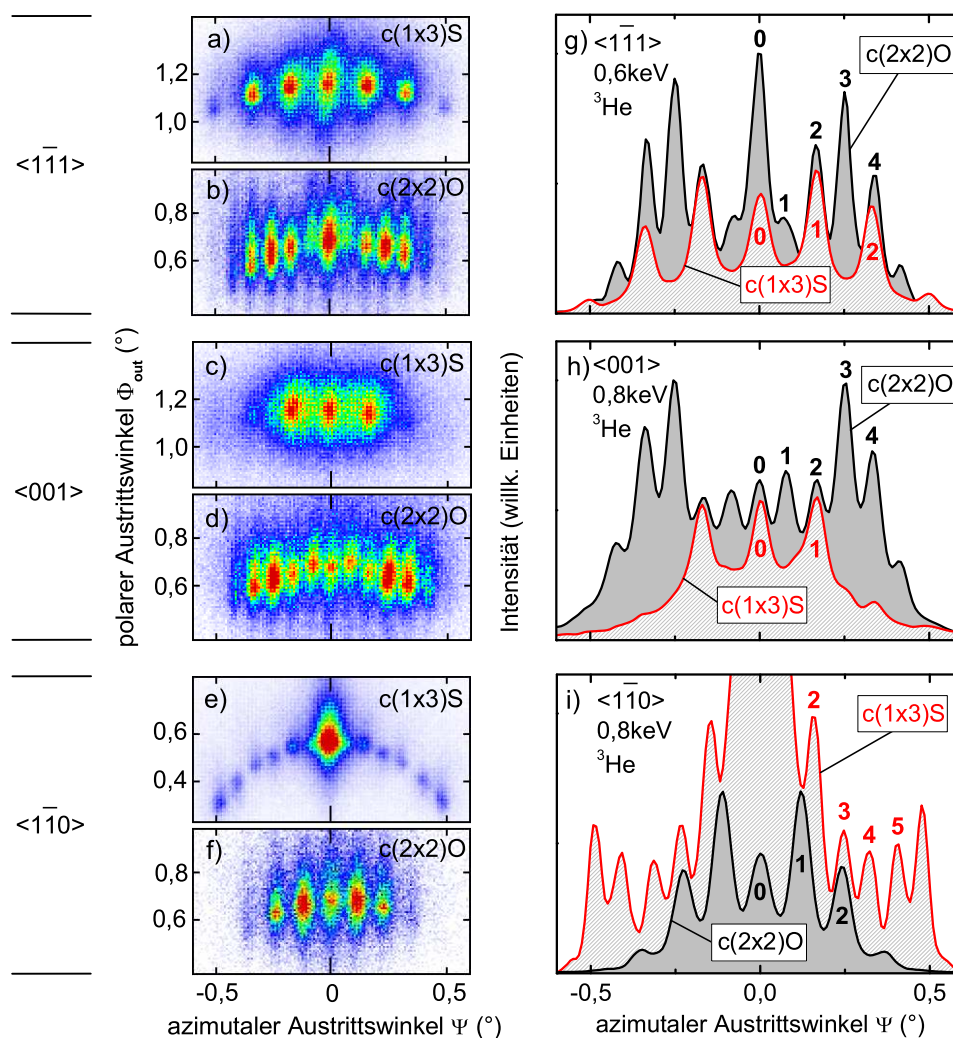 <1̅1̅1>
<001>
<11̅0>
polarer Austrittswinkel Φout (°)
a) c(1x3)S
1,2
1,0
b) c(2x2)O
0,8
0,6
c) c(1x3)S
1,2
1,0
d) c(2x2)O
0,8
0,6
e) c(1x3)S
0,6
0,4
f) c(2x2)O
0,8
0,6
-0,5 0 0,5
azimutaler Austrittswinkel Ψ (°)
Intensität (willk. Einheiten)
g) <1̅1̅1>
0,6keV
³He
c(2x2)O
0
1
2
3
4
0
1
2
c(1x3)S
h) <001>
0,8keV
³He
c(2x2)O
0
1
2
3
4
0
1
c(1x3)S
i) <11̅0>
0,8keV
³He
c(1x3)S
2
3
4
5
0
1
2
c(2x2)O
-0,5 0,0 0,5
azimutaler Austrittswinkel Ψ (°)